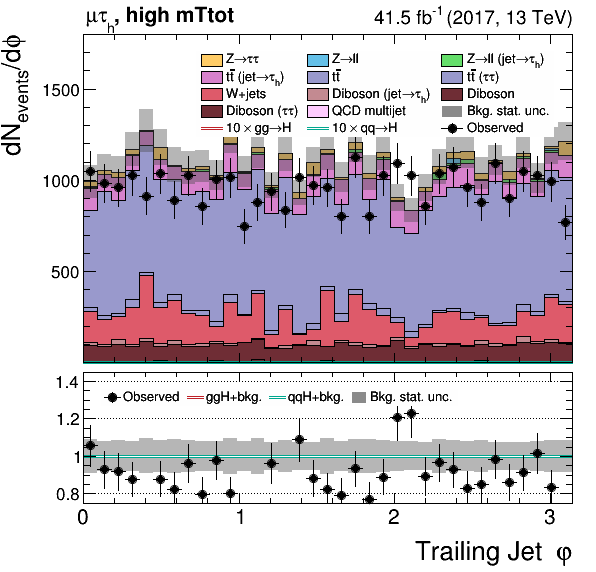 μτh, high mTtot 41.5 fb⁻¹ (2017, 13 TeV)
dNevents/dφ
1500
1000
500
Z→ττ Z→ll Z→ll (jet→τh)
tt̄ (jet→τh) tt̄ tt̄ (ττ)
W+jets Diboson (jet→τh) Diboson
Diboson (ττ) QCD multijet Bkg. stat. unc.
10 × gg→H 10 × qq→H Observed
1.4
1.2
1
0.8
Observed ggH+bkg. qqH+bkg. Bkg. stat. unc.
0 1 2 3
Trailing Jet φ